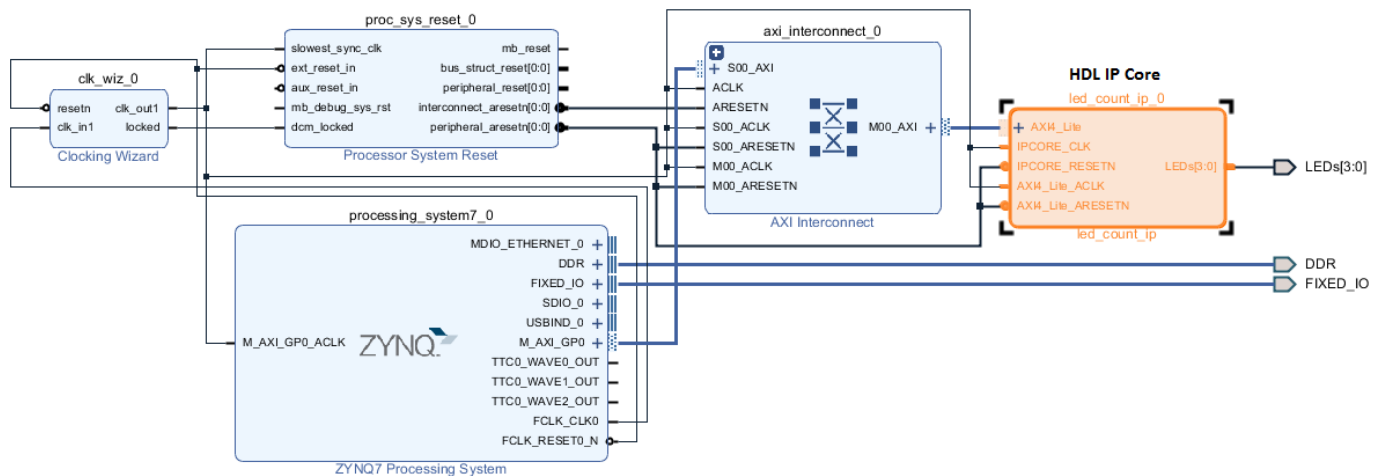 proc_sys_reset_0
slowest_sync_clk
ext_reset_in
aux_reset_in
mb_debug_sys_rst
dcm_locked
mb_reset
bus_struct_reset[0:0]
peripheral_reset[0:0]
interconnect_aresetn[0:0]
peripheral_aresetn[0:0]
Processor System Reset
clk_wiz_0
resetn
clk_in1
clk_out1
locked
Clocking Wizard
axi_interconnect_0
S00_AXI
ACLK
ARESETN
S00_ACLK
S00_ARESETN
M00_ACLK
M00_ARESETN
M00_AXI
AXI Interconnect
HDL IP Core
led_count_ip_0
AXI4_Lite
IPCORE_CLK
IPCORE_RESETN
AXI4_Lite_ACLK
AXI4_Lite_ARESETN
LEDs[3:0]
led_count_ip
LEDs[3:0]
DDR
FIXED_IO
processing_system7_0
M_AXI_GP0_ACLK
ZYNQ
MDIO_ETHERNET_0
DDR
FIXED_IO
SDIO_0
USBIND_0
M_AXI_GP0
TTC0_WAVE0_OUT
TTC0_WAVE1_OUT
TTC0_WAVE2_OUT
FCLK_CLK0
FCLK_RESET0_N
ZYNQ7 Processing System